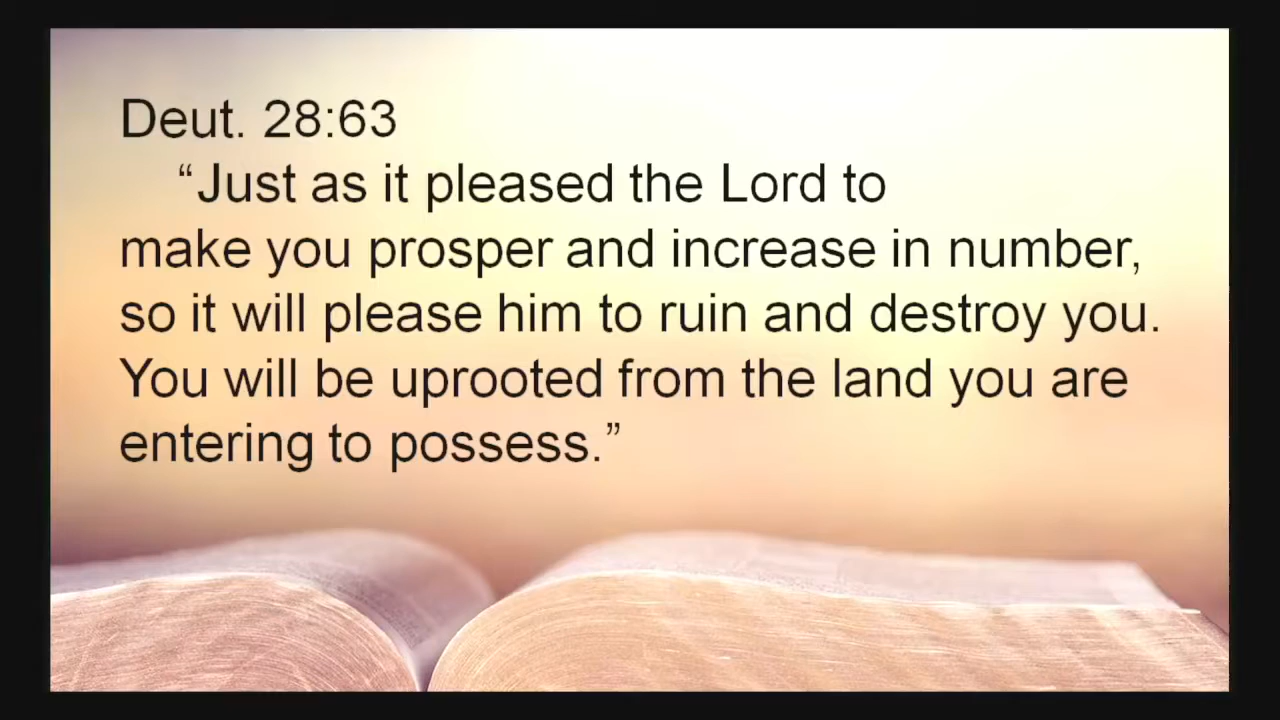 Deut. 28:63
“Just as it pleased the Lord to
make you prosper and increase in number,
so it will please him to ruin and destroy you.
You will be uprooted from the land you are
entering to possess.”